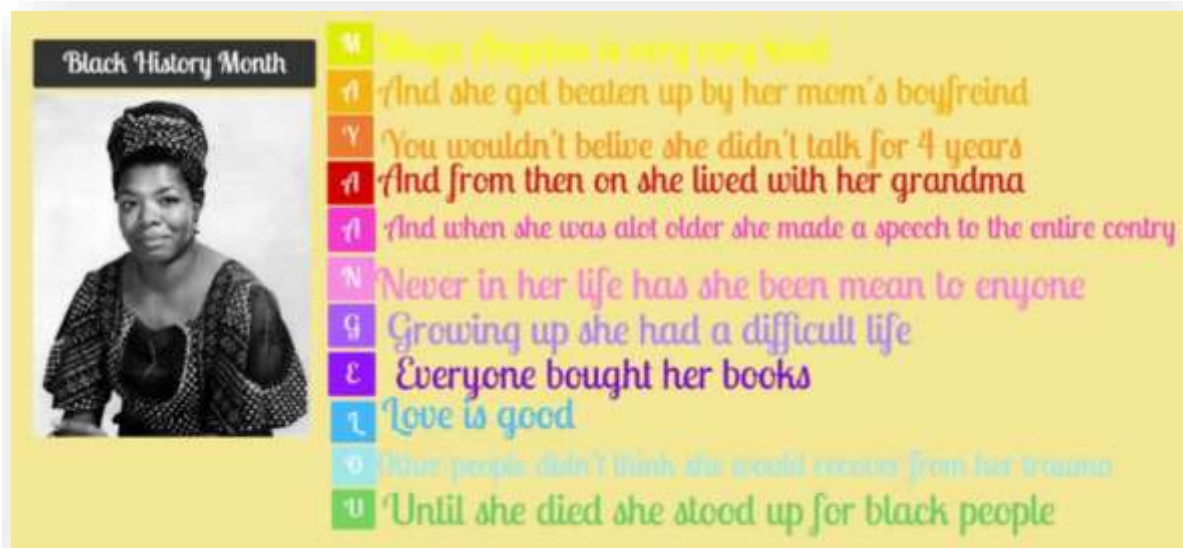 Black History Month
M Maya Angelou is very very kind
A And she got beaten up by her mom's boyfreind
Y You wouldn't belive she didn't talk for 4 years
A And from then on she lived with her grandma
A And when she was alot older she made a speech to the entire contry
N Never in her life has she been mean to enyone
G Growing up she had a difficult life
E Everyone bought her books
L Love is good
O Other people didn't think she would recover from her trauma
U Until she died she stood up for black people